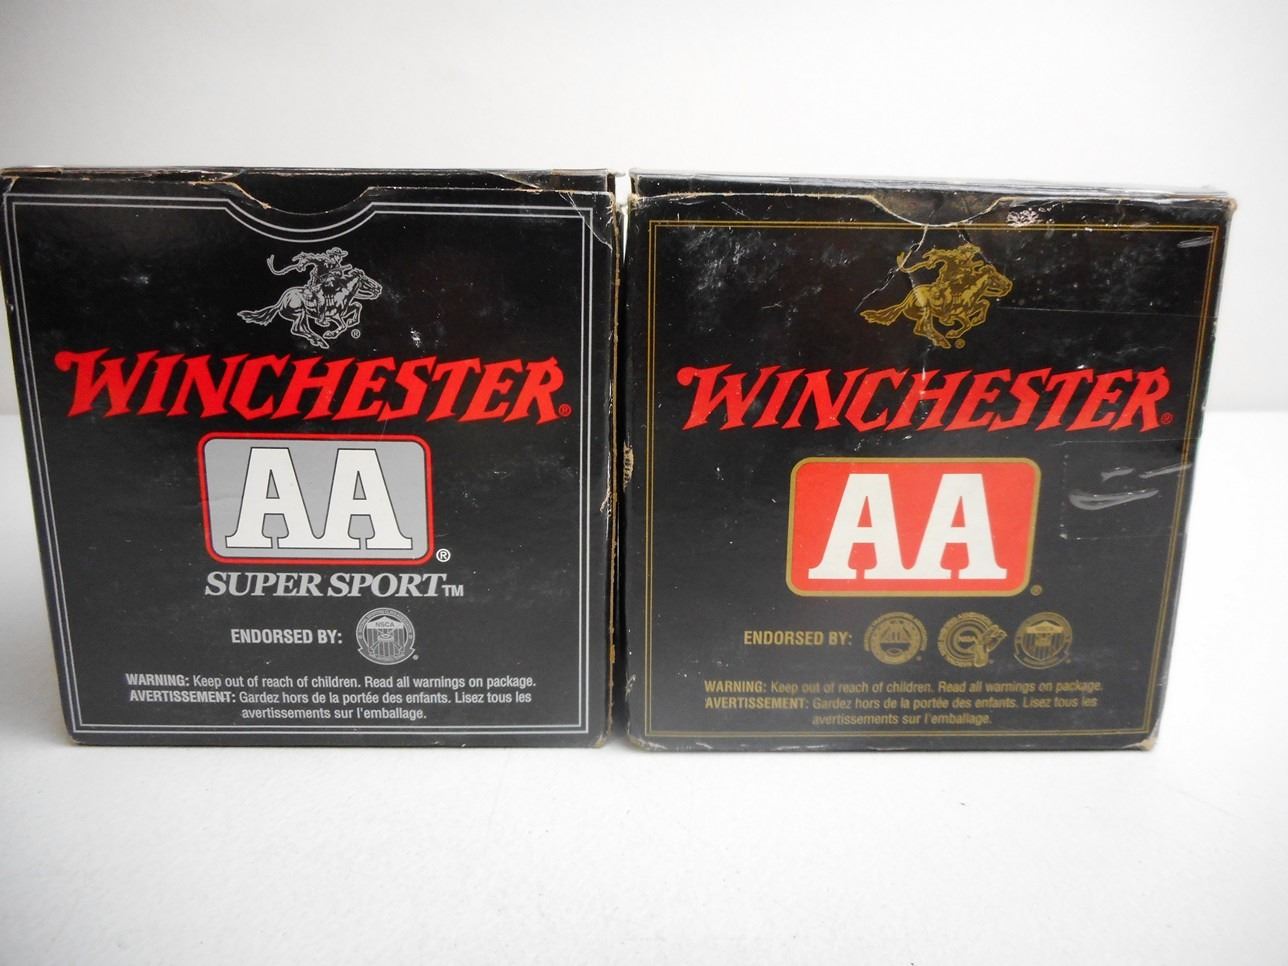 ®
WINCHESTER®
AA®
SUPER SPORT™
ENDORSED BY:
NSCA
®
WARNING: Keep out of reach of children. Read all warnings on package.
AVERTISSEMENT: Gardez hors de la portée des enfants. Lisez tous les
avertissements sur l'emballage.
®
WINCHESTER®
AA®
ENDORSED BY:
WARNING: Keep out of reach of children. Read all warnings on package.
AVERTISSEMENT: Gardez hors de la portée des enfants. Lisez tous les
avertissements sur l'emballage.